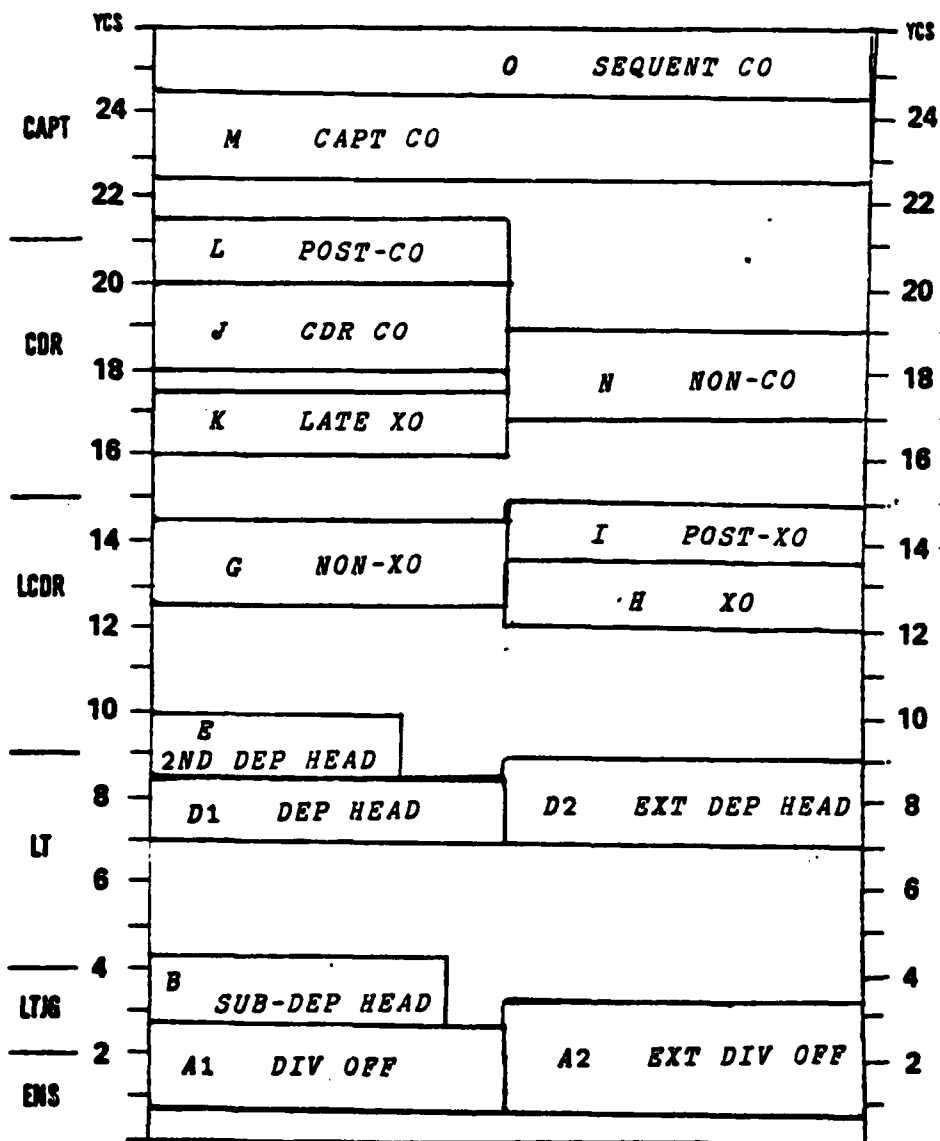 YCS YCS
O SEQUENT CO
24 24
CAPT
M CAPT CO
22 22
L POST-CO
20 20
CDR
J CDR CO
18 N NON-CO 18
K LATE XO
16 16
14 I POST-XO 14
G NON-XO
LCDR
H XO
12 12
10 10
E
2ND DEP HEAD
8 D1 DEP HEAD D2 EXT DEP HEAD 8
LT
6 6
4 4
B
LTJG SUB-DEP HEAD
2 A1 DIV OFF A2 EXT DIV OFF 2
ENS